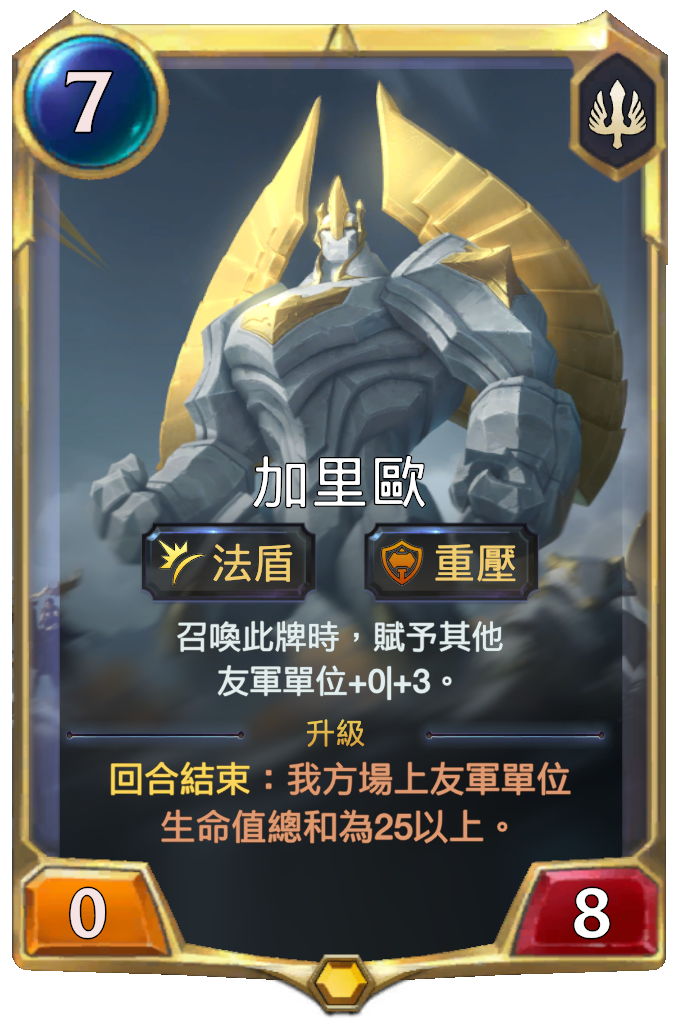 7
加里歐
法盾
重壓
召喚此牌時，賦予其他
友軍單位+0|+3。
升級
回合結束：我方場上友軍單位
生命值總和為25以上。
0
8